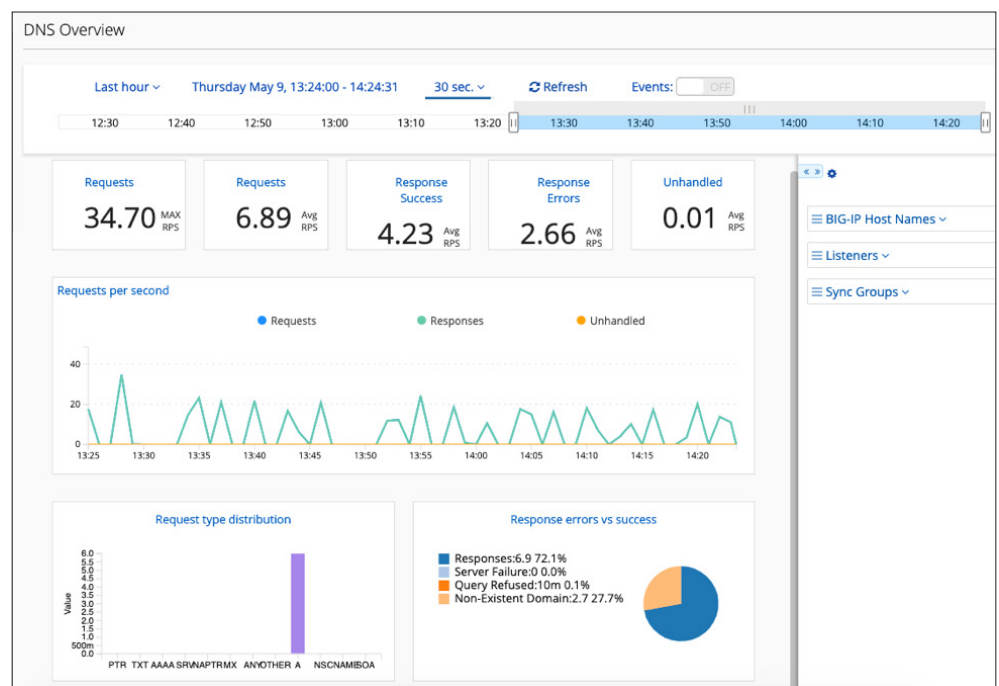 DNS Overview
Last hour Thursday May 9, 13:24:00 - 14:24:31 30 sec. Refresh Events: OFF
12:30 12:40 12:50 13:00 13:10 13:20 13:30 13:40 13:50 14:00 14:10 14:20
Requests
34.70 MAX RPS
Requests
6.89 Avg RPS
Response
Success
4.23 Avg RPS
Response
Errors
2.66 Avg RPS
Unhandled
0.01 Avg RPS
« »
BIG-IP Host Names
Listeners
Sync Groups
Requests per second
Requests Responses Unhandled
40
20
0
13:25 13:30 13:35 13:40 13:45 13:50 13:55 14:00 14:05 14:10 14:15 14:20
Request type distribution
Value
6.0
5.5
5.0
4.5
4.0
3.5
3.0
2.5
2.0
1.5
1.0
500m
0.0
PTR TXT AAAA SRV NAPTR MX ANY OTHER A NS CNAME SOA
Response errors vs success
Responses:6.9 72.1%
Server Failure:0 0.0%
Query Refused:10m 0.1%
Non-Existent Domain:2.7 27.7%